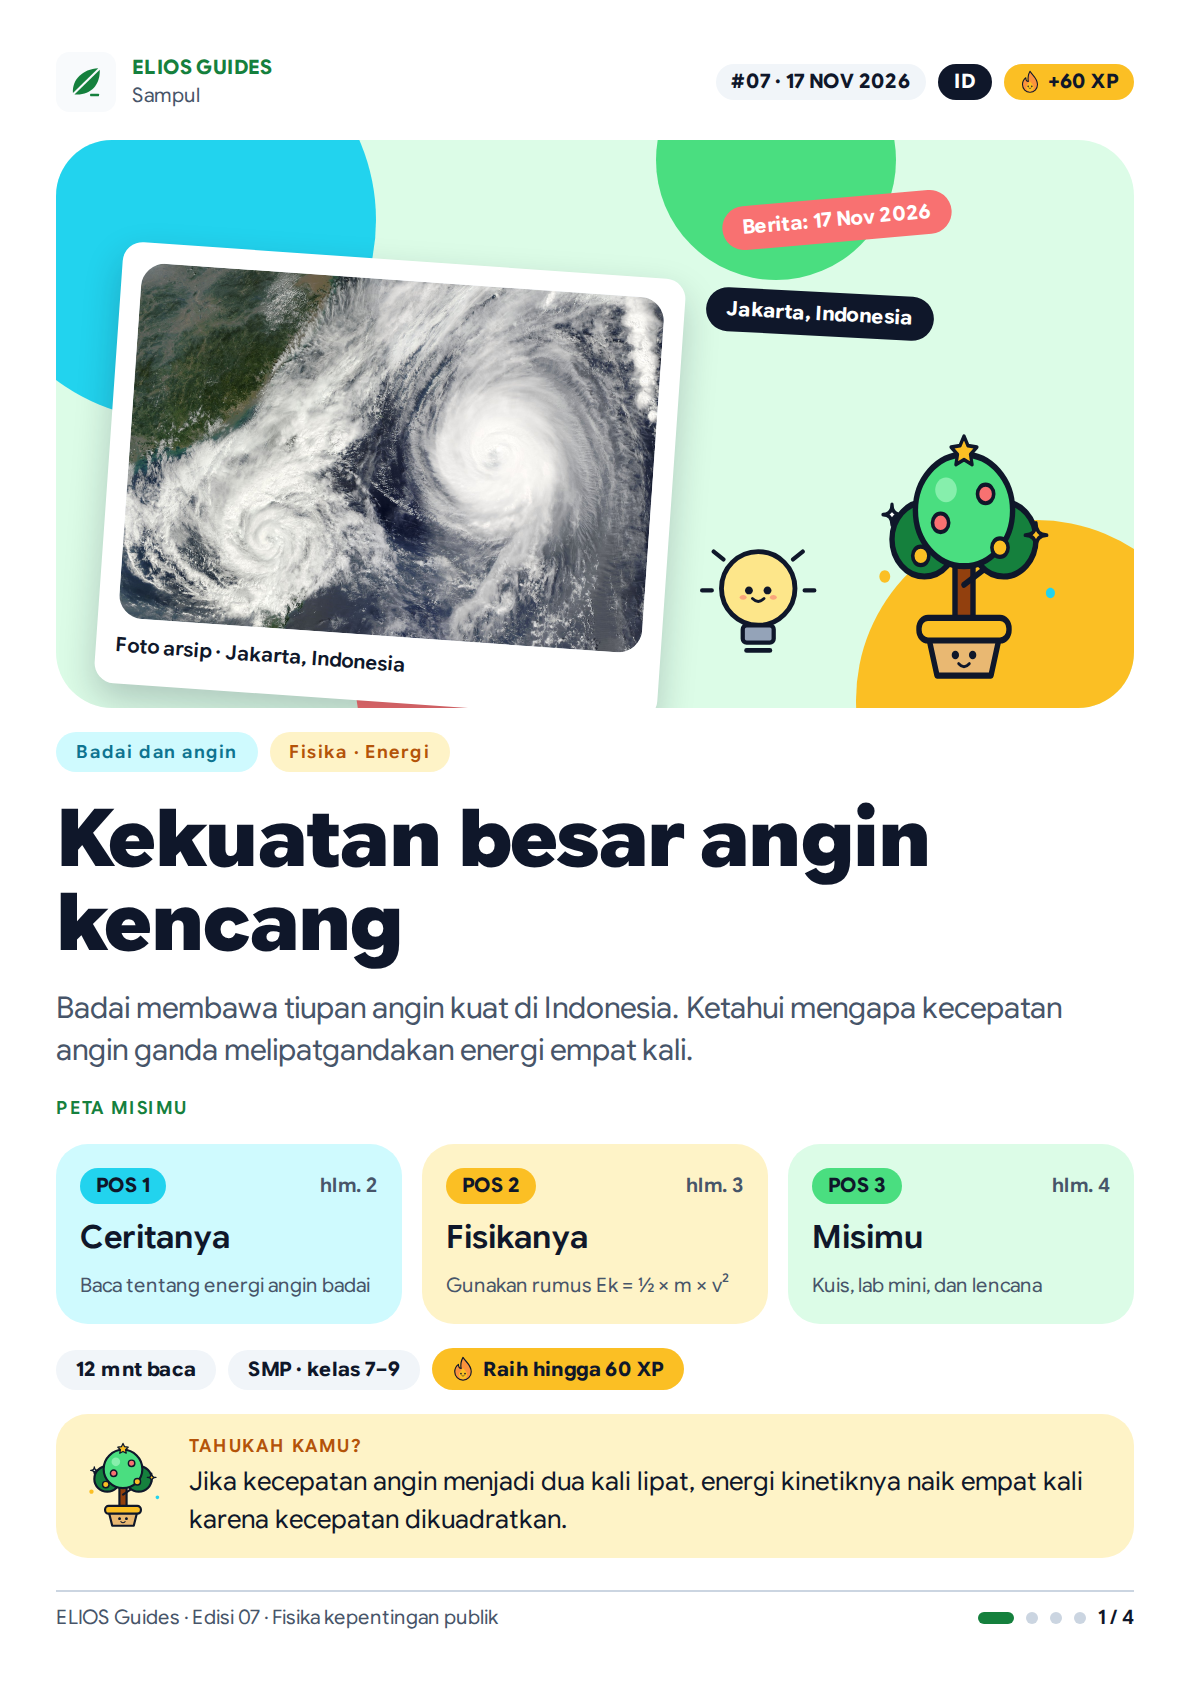 ELIOS GUIDES
Sampul
#07 · 17 NOV 2026
ID
+60 XP
Berita: 17 Nov 2026
Jakarta, Indonesia
Foto arsip · Jakarta, Indonesia
Badai dan angin
Fisika · Energi
Kekuatan besar angin
kencang
Badai membawa tiupan angin kuat di Indonesia. Ketahui mengapa kecepatan
angin ganda melipatgandakan energi empat kali.
PETA MISIMU
POS 1
hlm. 2
Ceritanya
Baca tentang energi angin badai
POS 2
hlm. 3
Fisikanya
Gunakan rumus Ek = ½ × m × v²
POS 3
hlm. 4
Misimu
Kuis, lab mini, dan lencana
12 mnt baca
SMP · kelas 7–9
Raih hingga 60 XP
TAHUKAH KAMU?
Jika kecepatan angin menjadi dua kali lipat, energi kinetiknya naik empat kali
karena kecepatan dikuadratkan.
ELIOS Guides · Edisi 07 · Fisika kepentingan publik
1 / 4